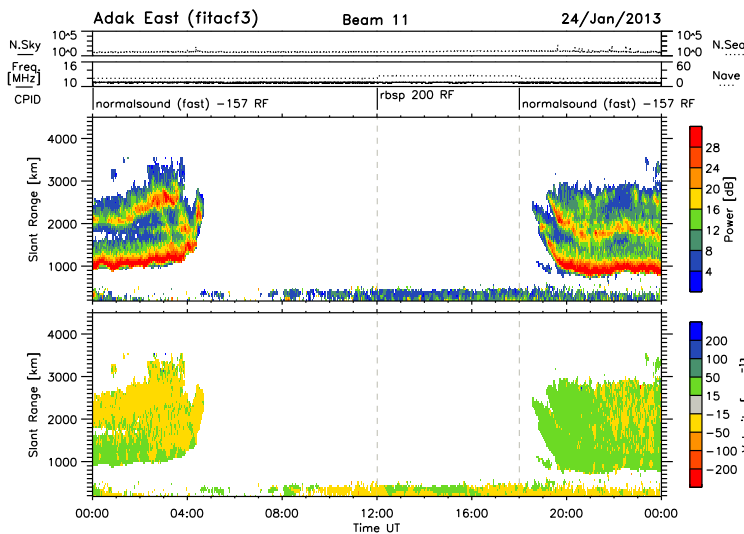 Adak East (fitacf3) Beam 11 24/Jan/2013
N.Sky 10+5 10+0 10+5 10+0 N.Sea
Freq. [MHz] 16 10 60 0 Nave
CPID normalsound (fast) -157 RF rbsp 200 RF normalsound (fast) -157 RF
4000
3000
2000
1000
Slant Range [km]
28
24
20
16
12
8
4
Power [dB]
4000
3000
2000
1000
Slant Range [km]
200
100
50
15
-15
-50
-100
-200
00:00 04:00 08:00 12:00 16:00 20:00 00:00
Time UT